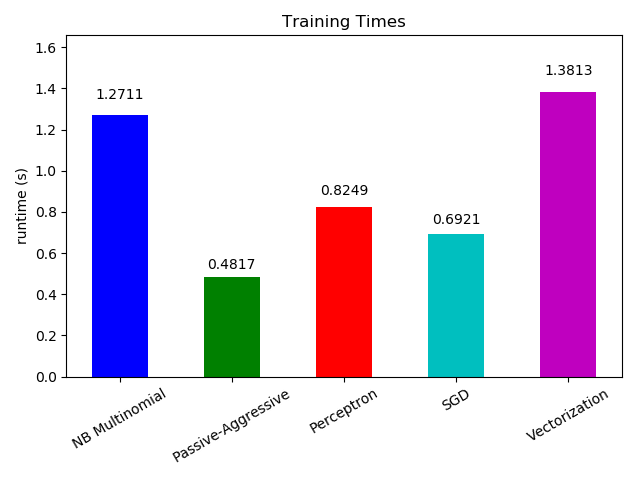 Training Times
runtime (s)
1.6
1.4
1.2
1.0
0.8
0.6
0.4
0.2
0.0
1.2711
0.4817
0.8249
0.6921
1.3813
NB Multinomial
Passive-Aggressive
Perceptron
SGD
Vectorization